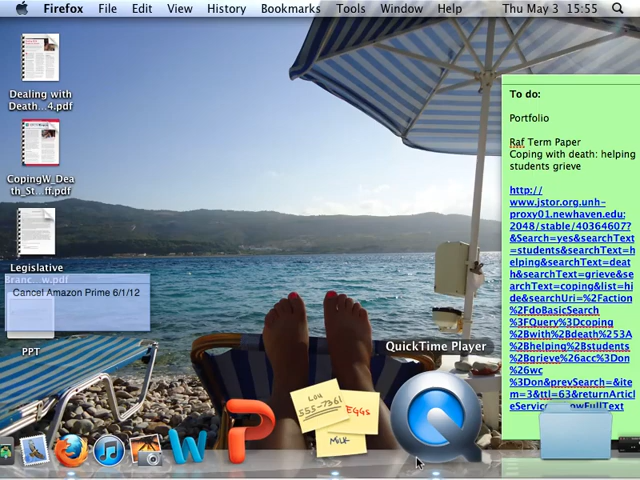 Firefox File Edit View History Bookmarks Tools Window Help Thu May 3 15:55
Dealing with
Death...4.pdf
CopingW_Dea
th_St...ff.pdf
Legislative
Branc...w.pdf
Cancel Amazon Prime 6/1/12
PPT
To do:
Portfolio
Raf Term Paper
Coping with death: helping
students grieve
http://
www.jstor.org.unh-
proxy01.newhaven.edu:
2048/stable/40364607?
&Search=yes&searchText
=students&searchText=h
elping&searchText=deat
h&searchText=grieve&se
archText=coping&list=hi
de&searchUri=%2Faction
%2FdoBasicSearch
%3FQuery%3Dcoping
%2Bwith%2Bdeath%253A
%2Bhelping%2Bstudents
%2Bgrieve%26acc%3Don
%26wc
%3Don&prevSearch=&ite
m=3&ttl=63&returnArticl
eService
owFullText
QuickTime Player
555-7361
EGGS
MILK